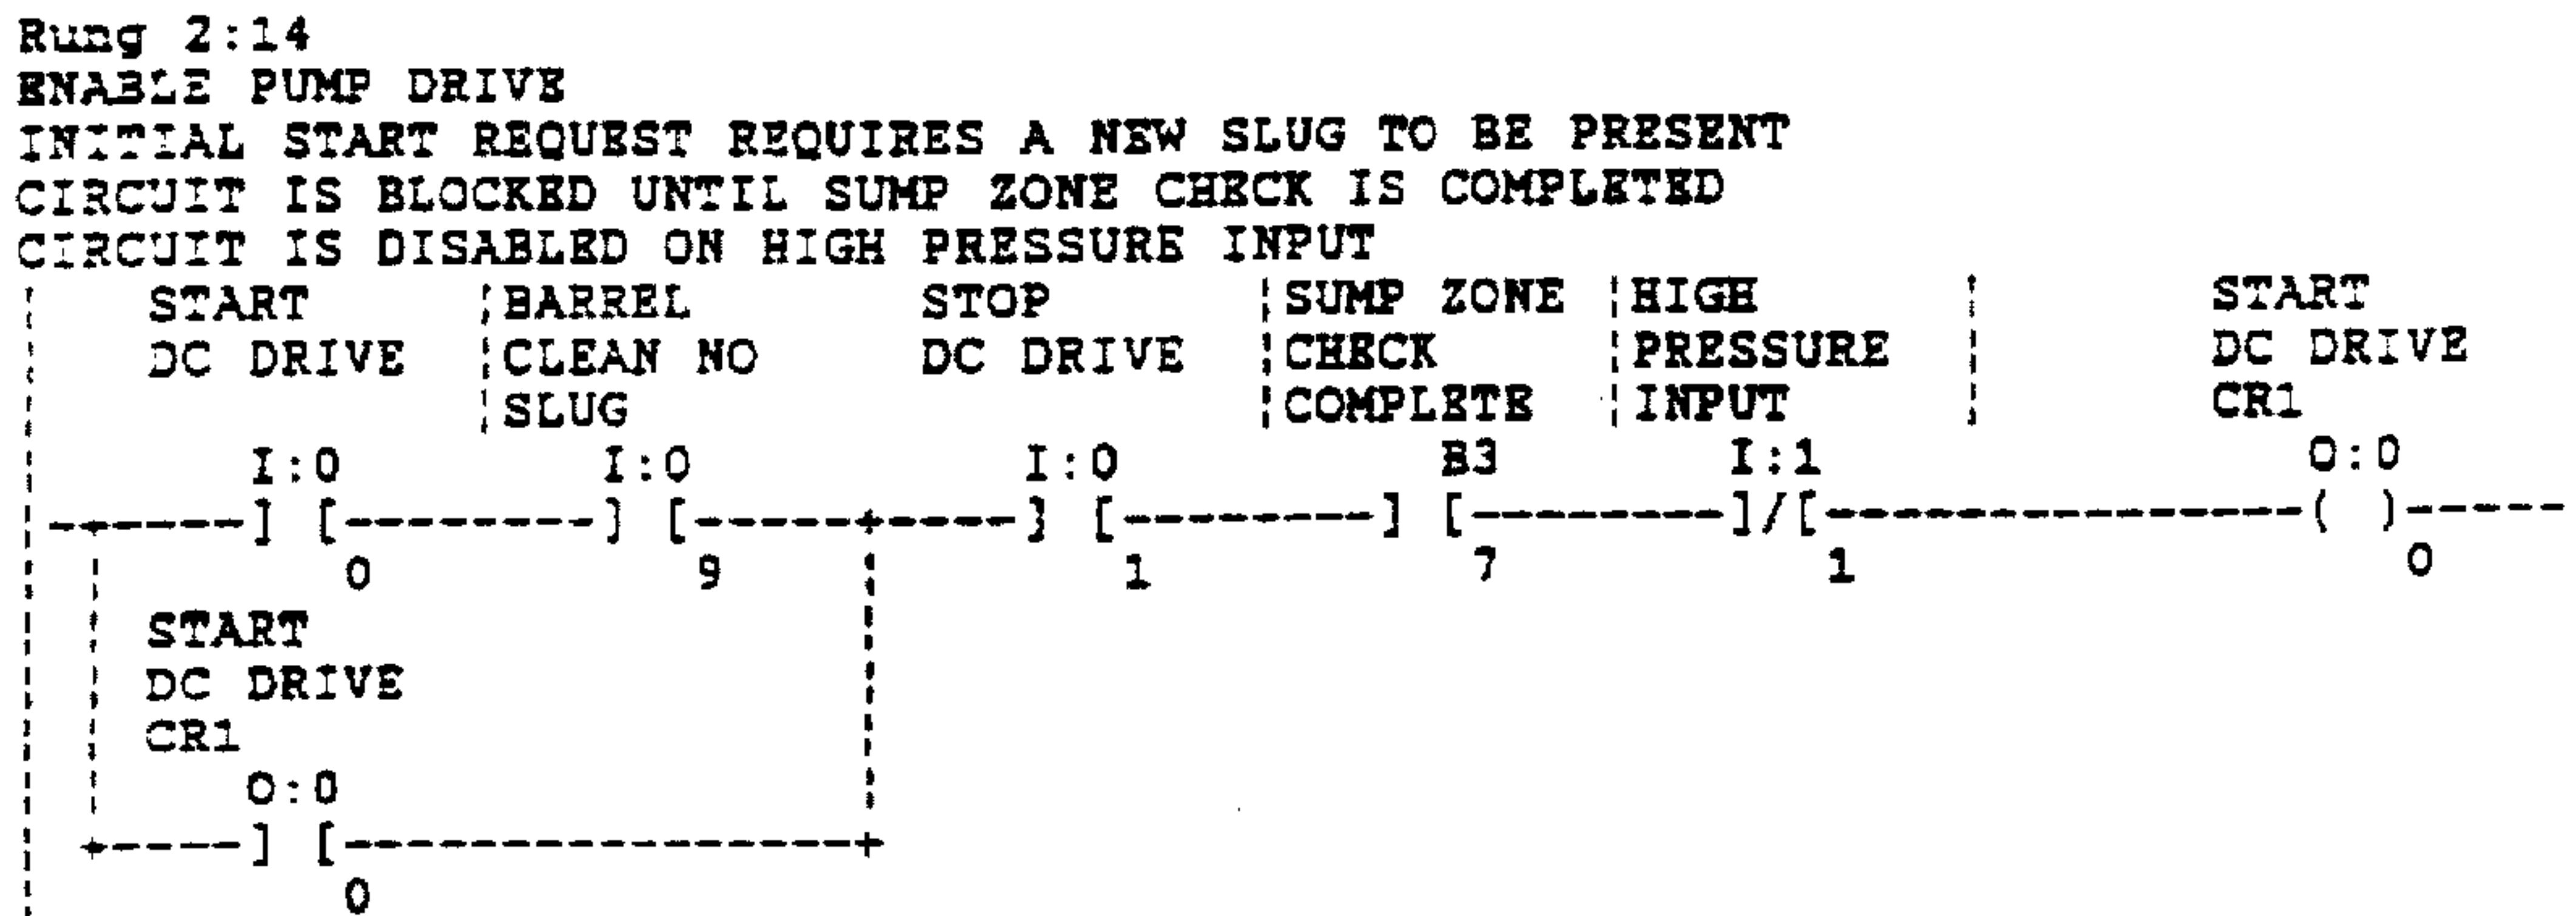 Rung 2:14
ENABLE PUMP DRIVE
INITIAL START REQUEST REQUIRES A NEW SLUG TO BE PRESENT
CIRCUIT IS BLOCKED UNTIL SUMP ZONE CHECK IS COMPLETED
CIRCUIT IS DISABLED ON HIGH PRESSURE INPUT
START BARREL STOP SUMP ZONE HIGH START
DC DRIVE CLEAN NO DC DRIVE CHECK PRESSURE DC DRIVE
SLUG COMPLETE INPUT CR1
I:0 I:0 I:0 B3 I:1 O:0
] [ ] [ ] [ ] [ ]/[ ( )
0 9 1 7 1 0
START
DC DRIVE
CR1
O:0
] [
0